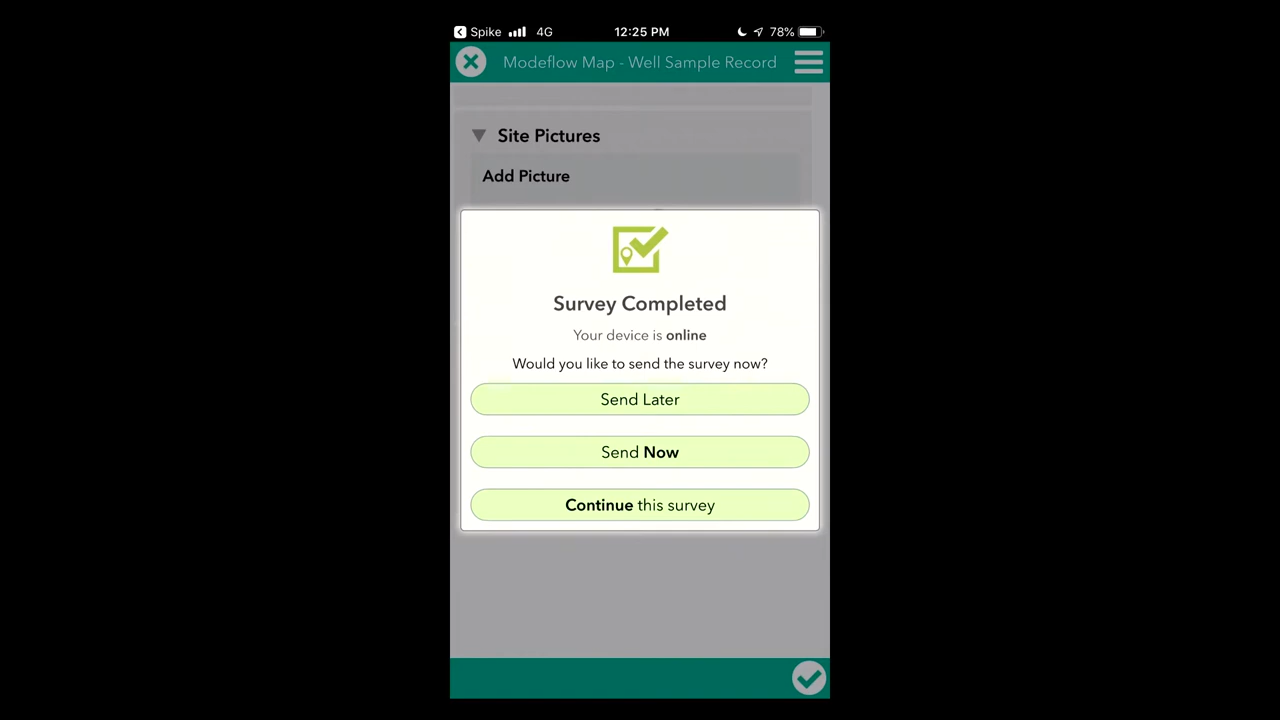 Spike 4G 12:25 PM 78%
Modeflow Map - Well Sample Record
Site Pictures
Add Picture
Survey Completed
Your device is online
Would you like to send the survey now?
Send Later
Send Now
Continue this survey